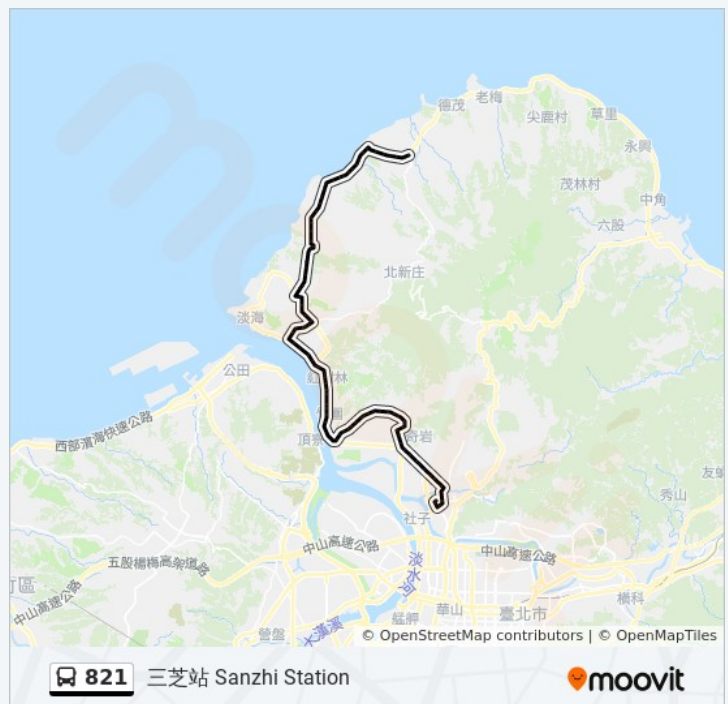 老梅
德茂
草里
尖鹿村
永興
茂林村
中角
六股
北新庄
淡海
公田
奇岩
西部濱海快速公路
秀山
社子
中山高速公路
中山高速公路
五股楊梅高架道路
淡水河
中山高速公路
横科
華山
臺北市
艋舺
營盤
大漢溪
© OpenStreetMap contributors | © OpenMapTiles
821 三芝站 Sanzhi Station
moovit